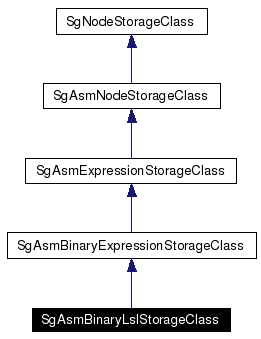 SgNodeStorageClass
SgAsmNodeStorageClass
SgAsmExpressionStorageClass
SgAsmBinaryExpressionStorageClass
SgAsmBinaryLslStorageClass